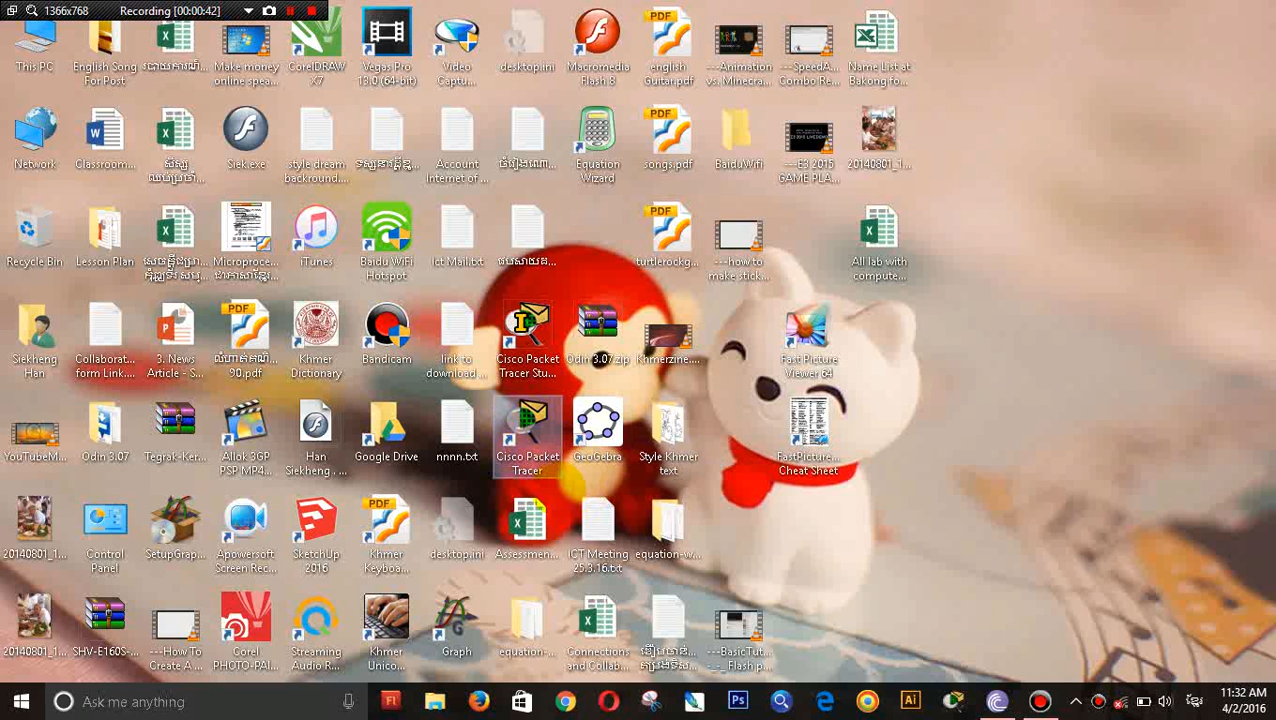 1366x768 Recording [00:00:42]
This PC
English Song
For Post
Make money
online spea...
CorelDRAW
X7
Vegas Pro
13.0 (64-bit)
Video
Captu...
desktop.ini
Macromedia
Flash 8
english
Guitar.pdf
---Animation
vs. Minecra...
---SpeedA...
Combo Re...
Name List at
Bakong fo...
Network
Classroom...
Siek.exe
style dream
backround...
Account
Internet of ...
Equation
Wizard
songs.pdf
BaiduWifi
---E3 2015
GAME PLA...
20140801_1...
Recycle Bin
Lesson Plan
Microproce...
iTunes
Baidu WiFi
Hotspot
Ict Mail.txt
turtlerockg...
---how to
make stick...
All lab with
compute...
Siekheng
Han
Collaborat...
form Link....
3. News
Article - S...
90.pdf
Khmer
Dictionary
Bandicam
link to
download ...
Cisco Packet
Tracer Stu...
Odin 3.07.zip
Khmerzine....
Fast Picture
Viewer 64
YouTubeM...
Odin 3.07
Tegrak-Ker...
Allok 3GP
PSP MP4...
Han
Siekheng , ...
Google Drive
nnnn.txt
Cisco Packet
Tracer
GeoGebra
Style Khmer
text
FastPicture...
Cheat Sheet
20140801_1...
Control
Panel
SetupGrap...
Apowersoft
Screen Rec...
SketchUp
2016
Khmer
Keyboa...
desktop.ini
Assessmen...
ICT Meeting
25.3.16.txt
equation-w...
20140801_1...
SHV-E160S-...
---How To
Create A ...
Corel
PHOTO-PAI...
Streaming
Audio R...
Khmer
Unico...
Graph
equation-...
Connections
and Collab...
---BasicTut...
-_-_ Flash p...
Ask me anything
1:32 AM
4/2/2016